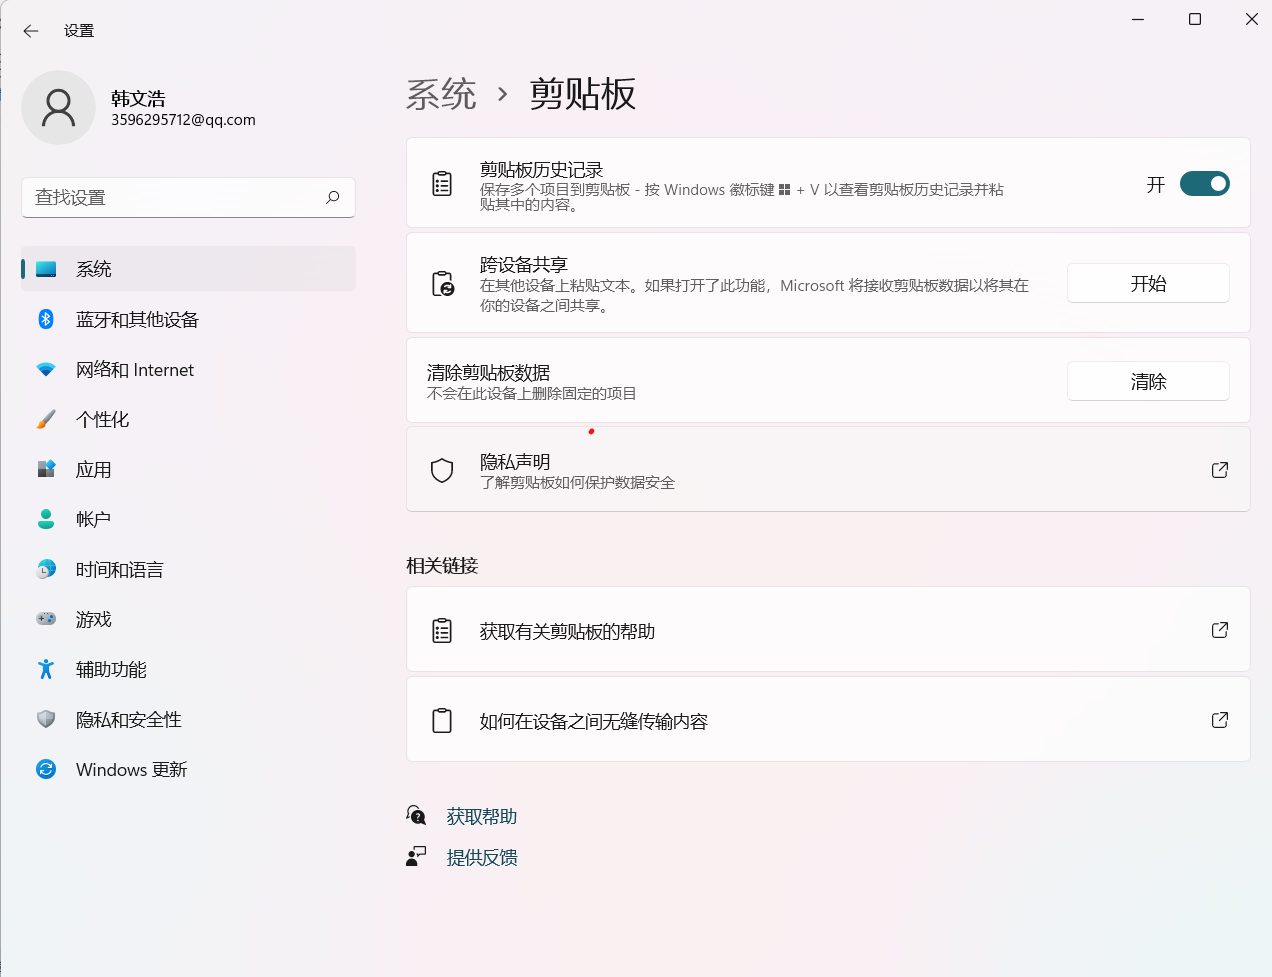 设置
韩文浩
3596295712@qq.com
查找设置
系统
蓝牙和其他设备
网络和 Internet
个性化
应用
帐户
时间和语言
游戏
辅助功能
隐私和安全性
Windows 更新
系统 › 剪贴板
剪贴板历史记录
保存多个项目到剪贴板 - 按 Windows 徽标键 + V 以查看剪贴板历史记录并粘
贴其中的内容。
开
跨设备共享
在其他设备上粘贴文本。如果打开了此功能，Microsoft 将接收剪贴板数据以将其在
你的设备之间共享。
开始
清除剪贴板数据
不会在此设备上删除固定的项目
清除
隐私声明
了解剪贴板如何保护数据安全
相关链接
获取有关剪贴板的帮助
如何在设备之间无缝传输内容
获取帮助
提供反馈